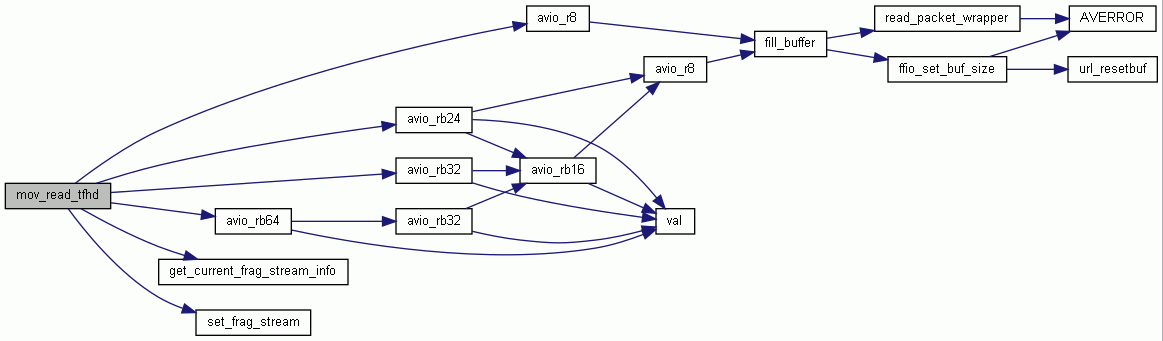 avio_r8
read_packet_wrapper
AVERROR
fill_buffer
avio_r8
ffio_set_buf_size
url_resetbuf
avio_rb24
avio_rb32
avio_rb16
mov_read_tfhd
avio_rb64
avio_rb32
val
get_current_frag_stream_info
set_frag_stream